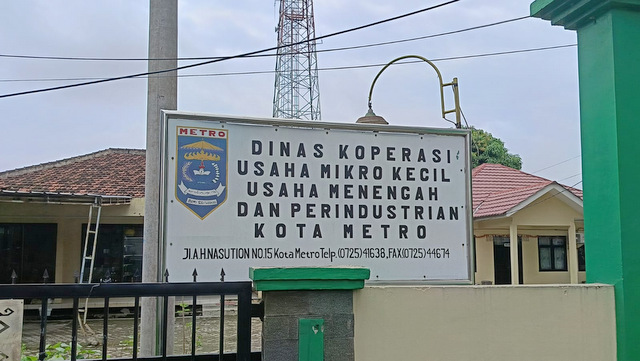 METRO
DINAS KOPERASI
USAHA MIKRO KECIL
USAHA MENENGAH
DAN PERINDUSTRIAN
KOTA METRO
Jl.A.H.NASUTION NO.15 Kota Metro Telp.(0725)41638.,FAX(0725)44674